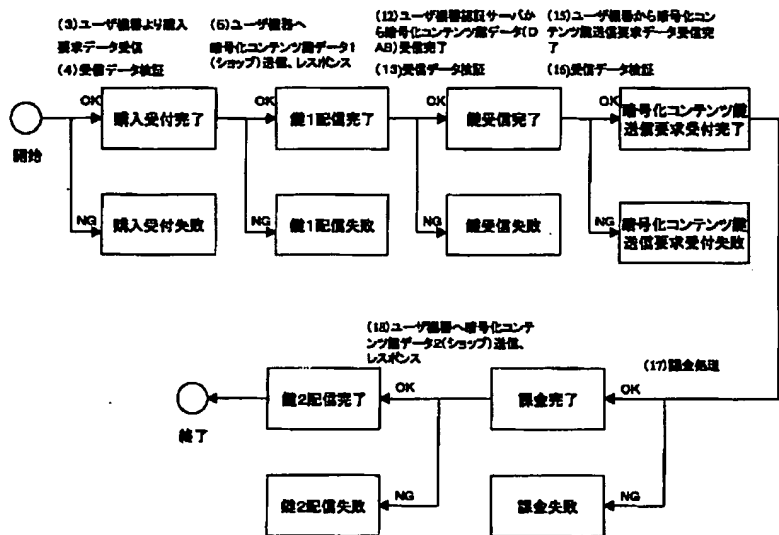 (3)ユーザ機器より購入
要求データ受信
(4)受信データ検証
(5)ユーザ機器へ
暗号化コンテンツ鍵データ1
(ショップ)送信、レスポンス
(12)ユーザ機器認証サーバか
ら暗号化コンテンツ鍵データ(D
AS)受信完了
(13)受信データ検証
(15)ユーザ機器から暗号化コン
テンツ鍵送信要求データ受信完
了
(16)受信データ検証
開始
OK
購入受付完了
OK
鍵1配信完了
OK
鍵受信完了
OK
暗号化コンテンツ鍵
送信要求受付完了
NG
購入受付失敗
NG
鍵1配信失敗
NG
鍵受信失敗
NG
暗号化コンテンツ鍵
送信要求受付失敗
(18)ユーザ機器へ暗号化コンテ
ンツ鍵データ2(ショップ)送信、
レスポンス
(17)課金処理
終了
鍵2配信完了
OK
課金完了
OK
鍵2配信失敗
NG
課金失敗
NG